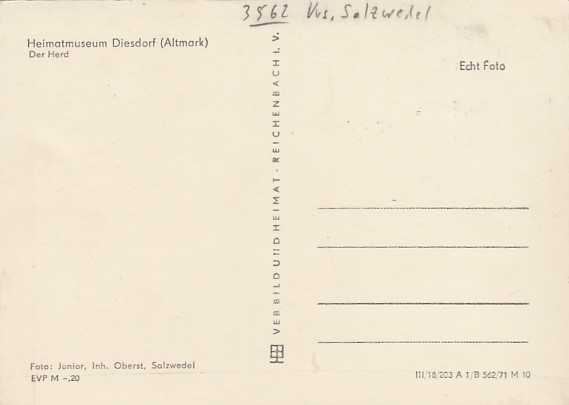 3562 Krs. Salzwedel
Heimatmuseum Diesdorf (Altmark)
Der Herd
VEB BILD UND HEIMAT · REICHENBACH i. V.
Echt Foto
Foto: Junior, Inh. Oberst, Salzwedel
EVP M –,20
III/18/203 A 1/B 562/71 M 10